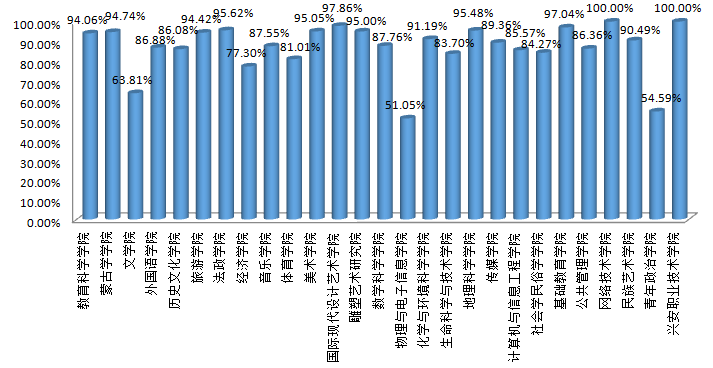 100.00%
90.00%
80.00%
70.00%
60.00%
50.00%
40.00%
30.00%
20.00%
10.00%
0.00%
94.06%
94.74%
63.81%
86.88%
86.08%
94.42%
95.62%
77.30%
87.55%
81.01%
95.05%
97.86%
95.00%
87.76%
51.05%
91.19%
83.70%
95.48%
89.36%
85.57%
84.27%
97.04%
86.36%
100.00%
90.49%
54.59%
100.00%
教育科学学院
蒙古学学院
文学院
外国语学院
历史文化学院
旅游学院
法政学院
经济学院
音乐学院
体育学院
美术学院
国际现代设计艺术学院
雕塑艺术研究院
数学科学学院
物理与电子信息学院
化学与环境科学学院
生命科学与技术学院
地理科学学院
传媒学院
计算机与信息工程学院
社会学民俗学学院
基础教育学院
公共管理学院
网络技术学院
民族艺术学院
青年政治学院
兴安职业技术学院